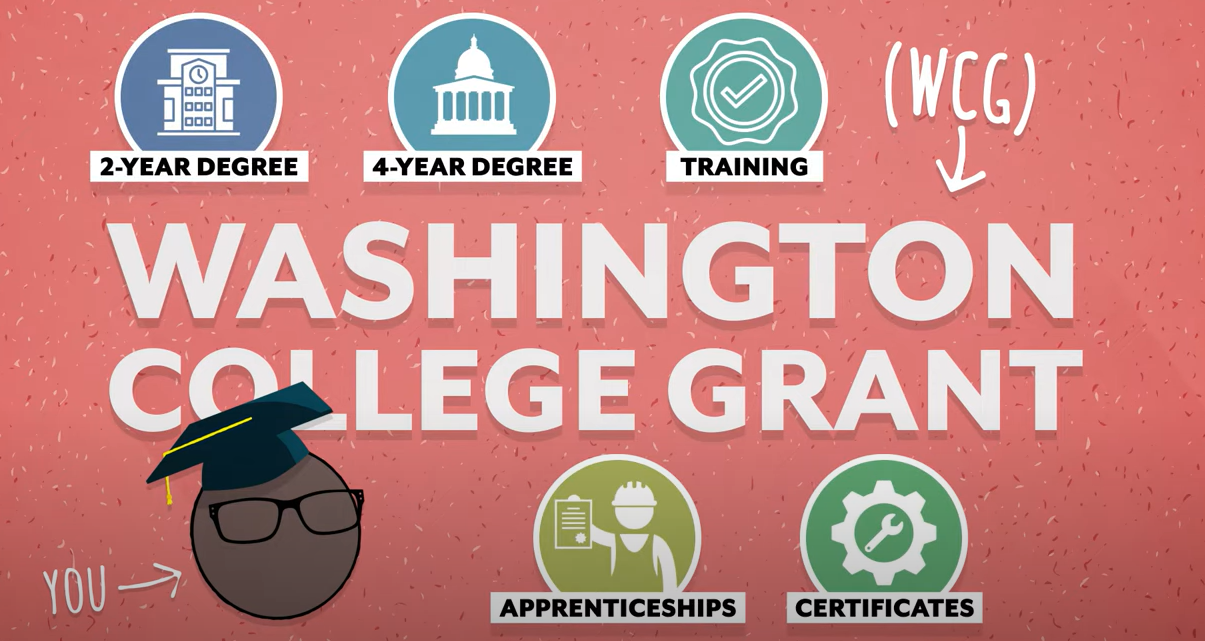 2-YEAR DEGREE
4-YEAR DEGREE
TRAINING
(WCG)
WASHINGTON
COLLEGE GRANT
YOU
APPRENTICESHIPS
CERTIFICATES